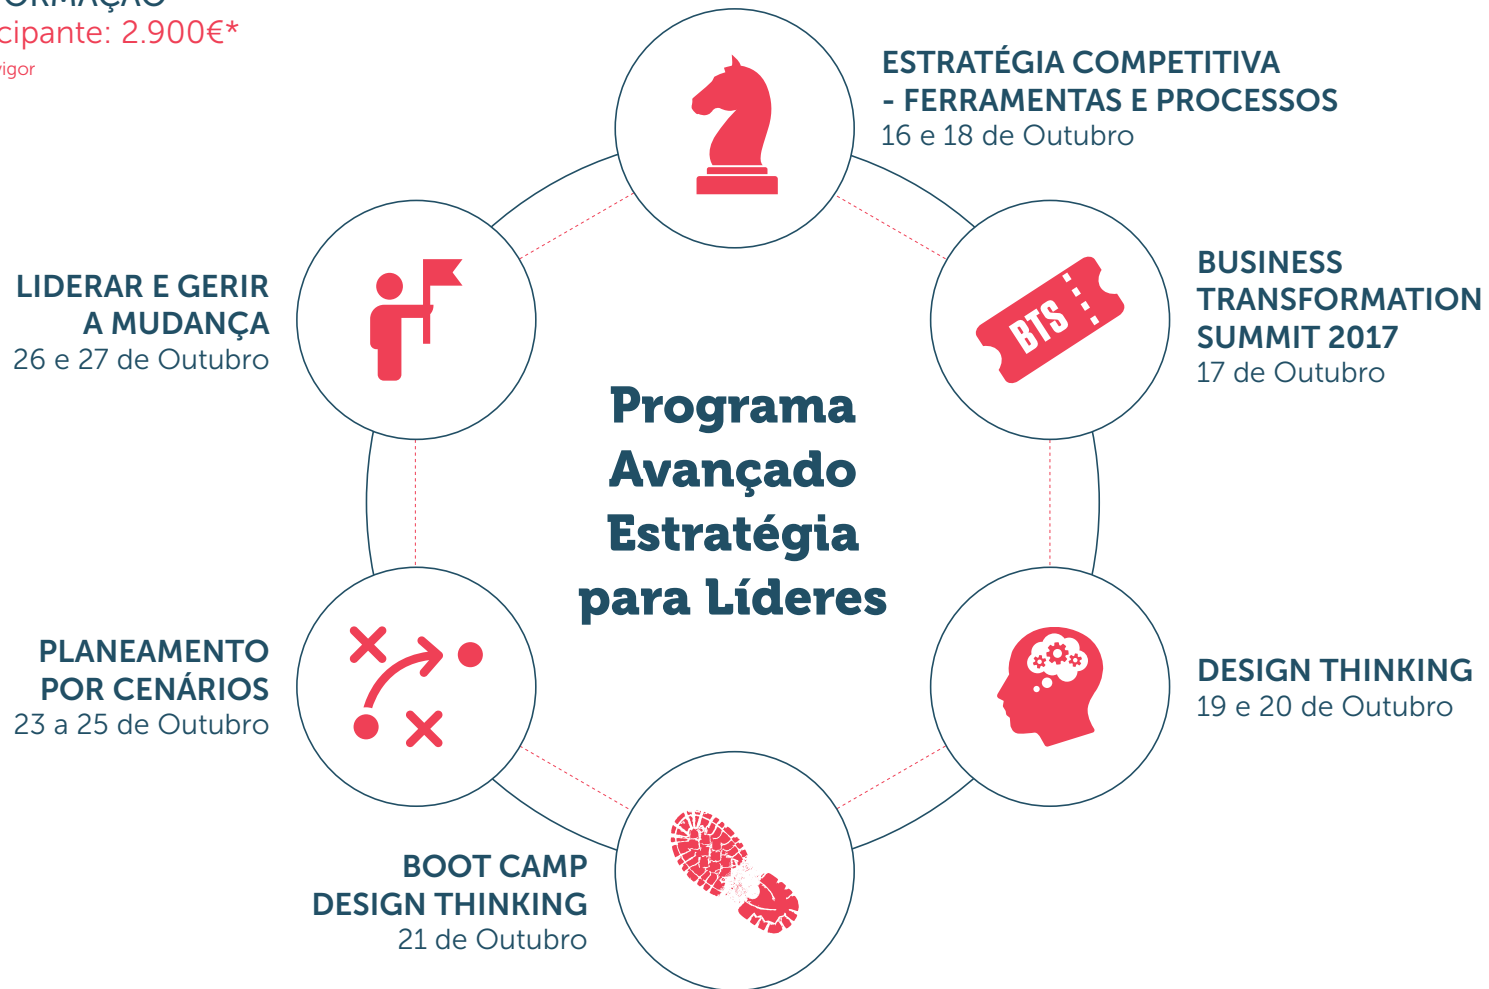 ORMAÇÃO
cipante: 2.900€*
vigor
ESTRATÉGIA COMPETITIVA
- FERRAMENTAS E PROCESSOS
16 e 18 de Outubro
BUSINESS
TRANSFORMATION
SUMMIT 2017
17 de Outubro
BTS
DESIGN THINKING
19 e 20 de Outubro
BOOT CAMP
DESIGN THINKING
21 de Outubro
PLANEAMENTO
POR CENÁRIOS
23 a 25 de Outubro
LIDERAR E GERIR
A MUDANÇA
26 e 27 de Outubro
Programa
Avançado
Estratégia
para Líderes